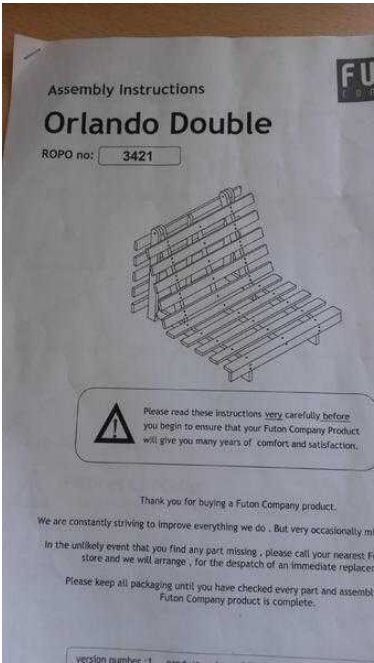 Assembly Instructions
FU
Orlando Double
ROPO no: 3421
Please read these instructions very carefully before
you begin to ensure that your Futon Company Product
will give you many years of comfort and satisfaction.
Thank you for buying a Futon Company product.
We are constantly striving to improve everything we do . But very occasionally mi
In the unlikely event that you find any part missing , please call your nearest F
store and we will arrange , for the despatch of an immediate replace
Please keep all packaging until you have checked every part and assembl
Futon Company product is complete.
version number :1